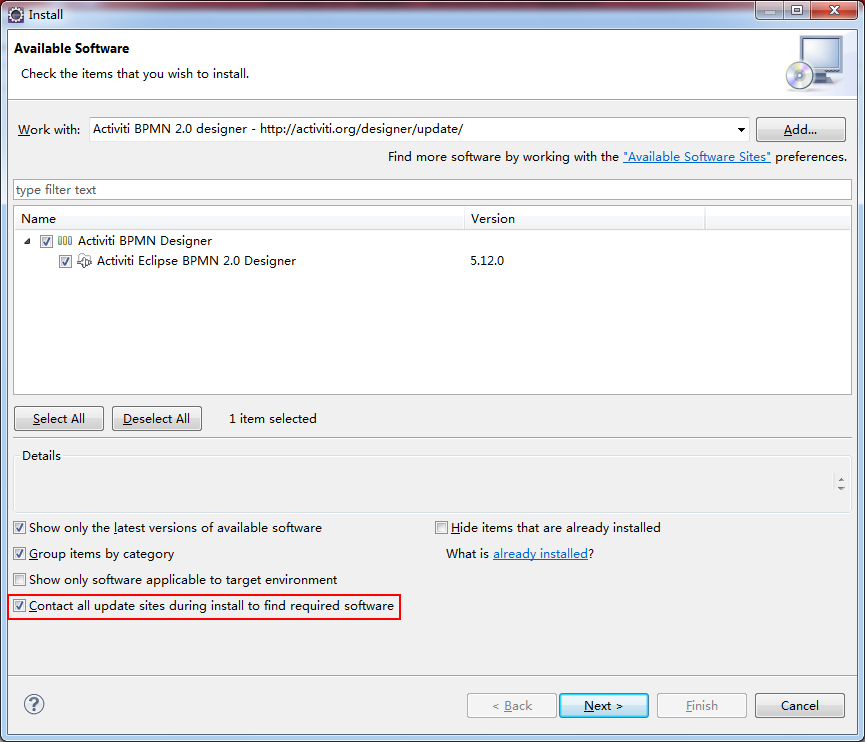 Install
Available Software
Check the items that you wish to install.
Work with: Activiti BPMN 2.0 designer - http://activiti.org/designer/update/ Add...
Find more software by working with the "Available Software Sites" preferences.
type filter text
Name Version
Activiti BPMN Designer
Activiti Eclipse BPMN 2.0 Designer 5.12.0
Select All Deselect All 1 item selected
Details
Show only the latest versions of available software Hide items that are already installed
Group items by category What is already installed?
Show only software applicable to target environment
Contact all update sites during install to find required software
? < Back Next > Finish Cancel